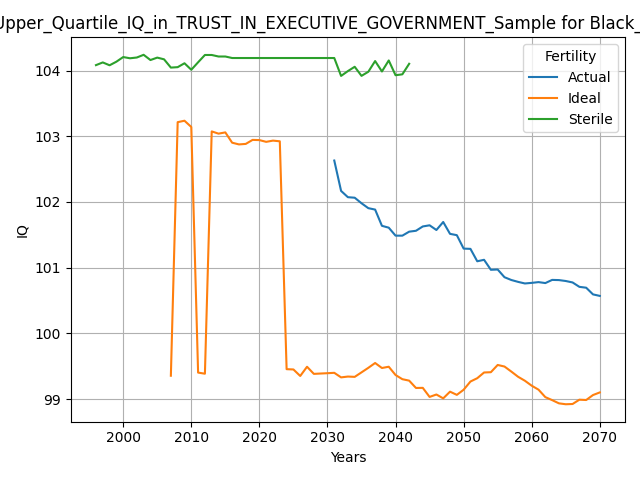 Upper_Quartile_IQ_in_TRUST_IN_EXECUTIVE_GOVERNMENT_Sample for Black_
Fertility
Actual
Ideal
Sterile
104
103
102
101
100
99
IQ
2000 2010 2020 2030 2040 2050 2060 2070
Years